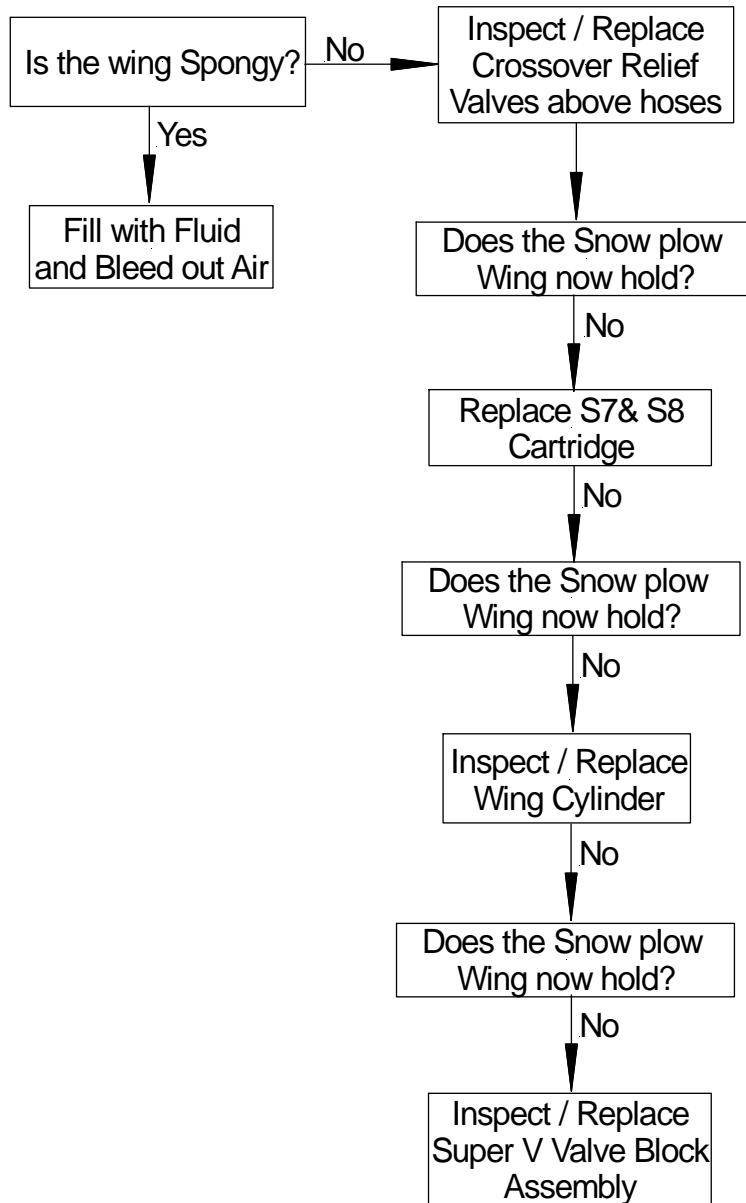 Is the wing Spongy?
No
Inspect / Replace
Crossover Relief
Valves above hoses
Yes
Fill with Fluid
and Bleed out Air
Does the Snow plow
Wing now hold?
No
Replace S7& S8
Cartridge
No
Does the Snow plow
Wing now hold?
No
Inspect / Replace
Wing Cylinder
No
Does the Snow plow
Wing now hold?
No
Inspect / Replace
Super V Valve Block
Assembly